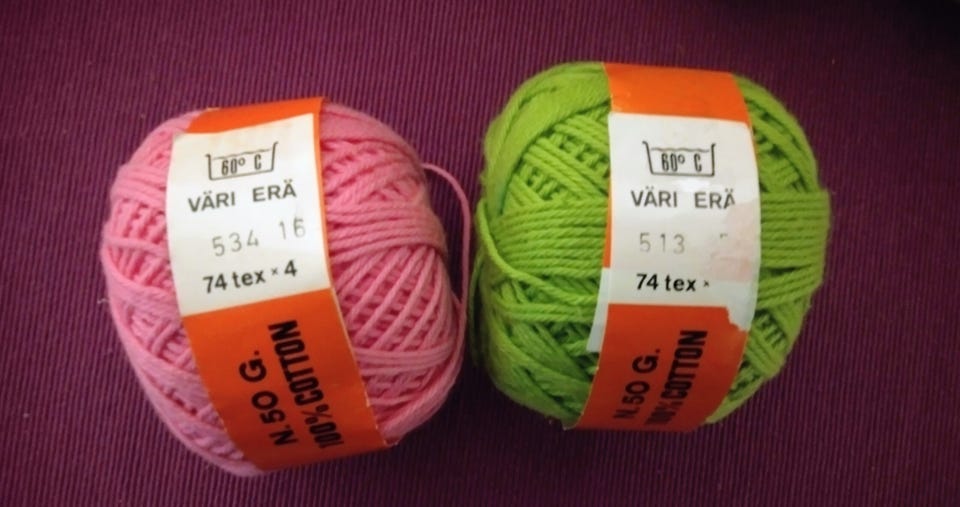 60° C
VÄRI ERÄ
534 16
74 tex × 4
N. 50 G.
100% COTTON
60° C
VÄRI ERÄ
513
74 tex ×
N. 50 G.
100% COTTON